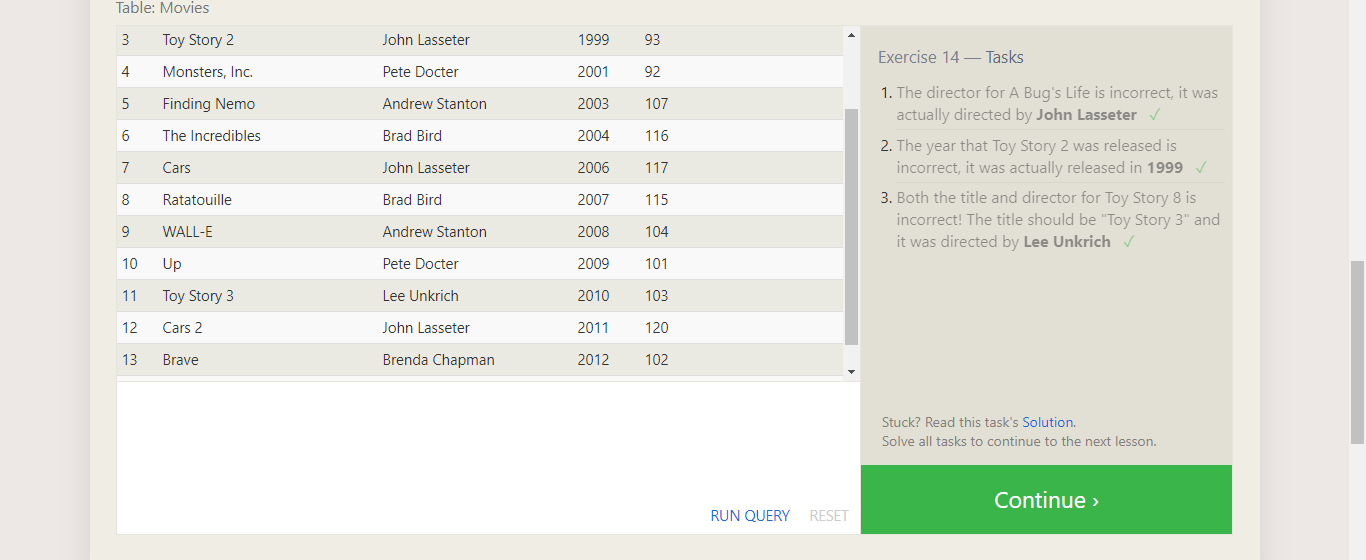 Table: Movies
3 Toy Story 2 John Lasseter 1999 93
4 Monsters, Inc. Pete Docter 2001 92
5 Finding Nemo Andrew Stanton 2003 107
6 The Incredibles Brad Bird 2004 116
7 Cars John Lasseter 2006 117
8 Ratatouille Brad Bird 2007 115
9 WALL-E Andrew Stanton 2008 104
10 Up Pete Docter 2009 101
11 Toy Story 3 Lee Unkrich 2010 103
12 Cars 2 John Lasseter 2011 120
13 Brave Brenda Chapman 2012 102
RUN QUERY RESET
Exercise 14 — Tasks
1. The director for A Bug's Life is incorrect, it was
actually directed by John Lasseter ✓
2. The year that Toy Story 2 was released is
incorrect, it was actually released in 1999 ✓
3. Both the title and director for Toy Story 8 is
incorrect! The title should be "Toy Story 3" and
it was directed by Lee Unkrich ✓
Stuck? Read this task's Solution.
Solve all tasks to continue to the next lesson.
Continue ›